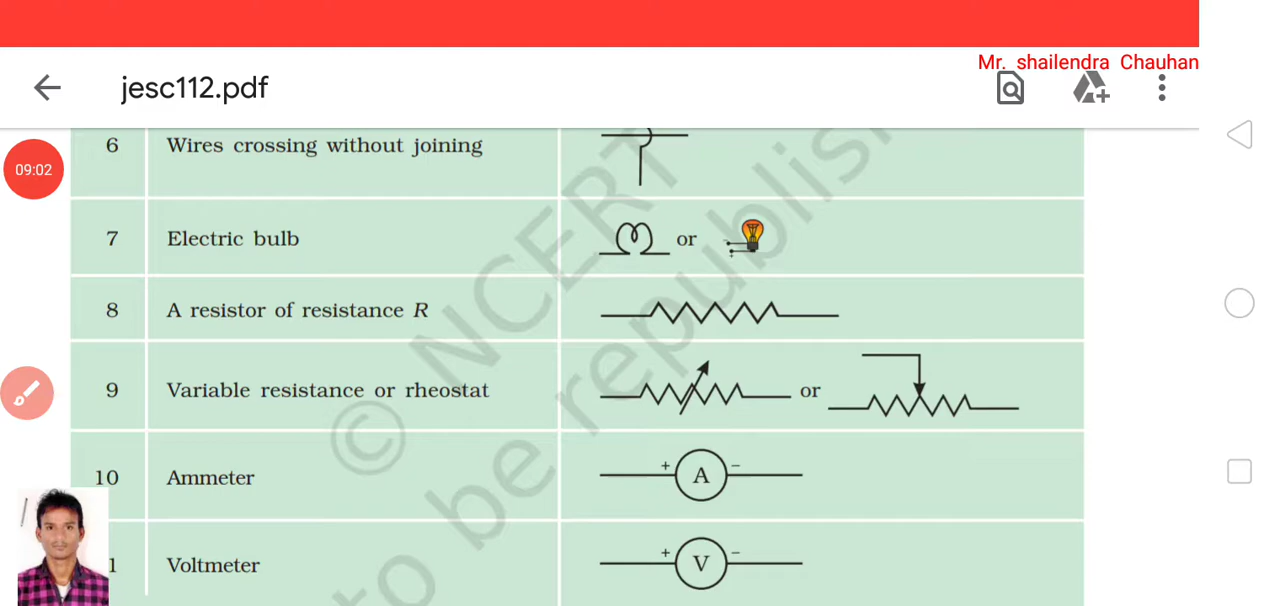 Mr. shailendra Chauhan
jesc112.pdf
09:02
6 Wires crossing without joining
7 Electric bulb or
8 A resistor of resistance R
9 Variable resistance or rheostat or
10 Ammeter + A −
1 Voltmeter + V −
© NCERT
to be republis